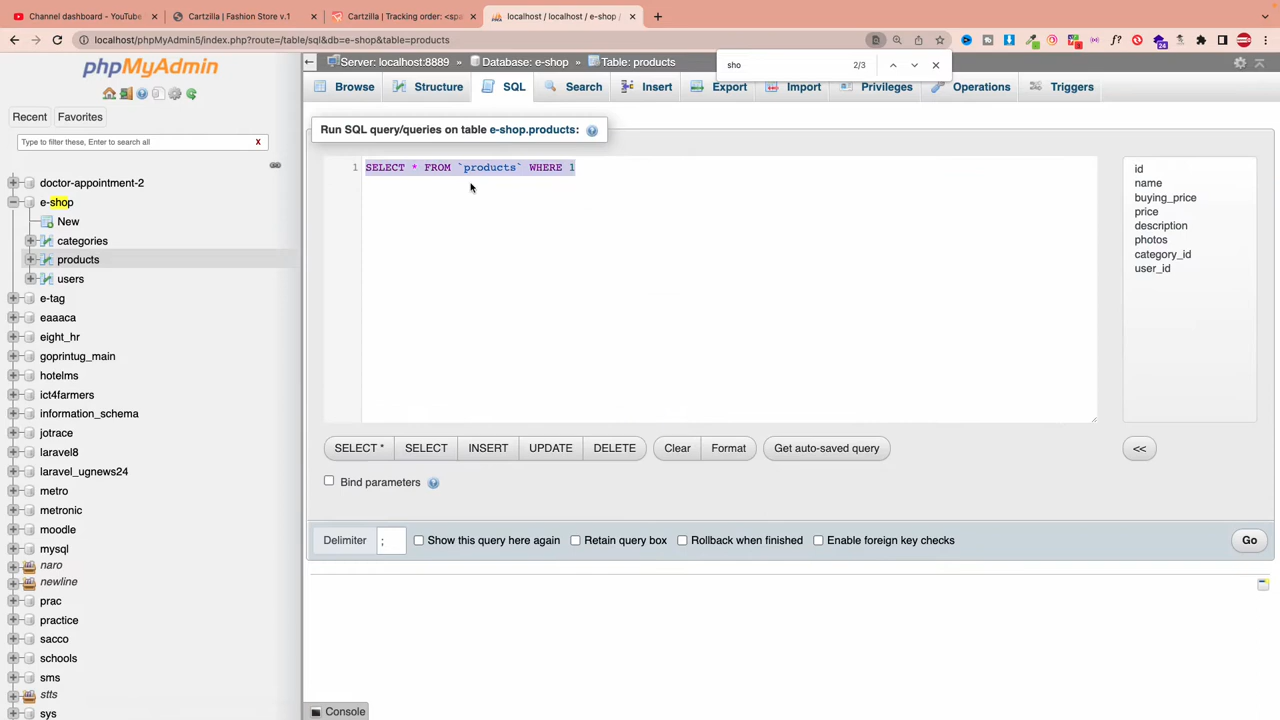 Channel dashboard - YouTube
Cartzilla | Fashion Store v.1
Cartzilla | Tracking order: <spa
localhost / localhost / e-shop /
localhost/phpMyAdmin5/index.php?route=/table/sql&db=e-shop&table=products
sho
2/3
phpMyAdmin
Recent
Favorites
Type to filter these, Enter to search all
X
doctor-appointment-2
e-shop
New
categories
products
users
e-tag
eaaaca
eight_hr
goprintug_main
hotelms
ict4farmers
information_schema
jotrace
laravel8
laravel_ugnews24
metro
metronic
moodle
mysql
naro
newline
prac
practice
sacco
schools
sms
stts
sys
Server: localhost:8889 » Database: e-shop » Table: products
Browse
Structure
SQL
Search
Insert
Export
Import
Privileges
Operations
Triggers
Run SQL query/queries on table e-shop.products:
1
SELECT * FROM `products` WHERE 1
id
name
buying_price
price
description
photos
category_id
user_id
SELECT *
SELECT
INSERT
UPDATE
DELETE
Clear
Format
Get auto-saved query
<<
Bind parameters
Delimiter
;
Show this query here again
Retain query box
Rollback when finished
Enable foreign key checks
Go
Console